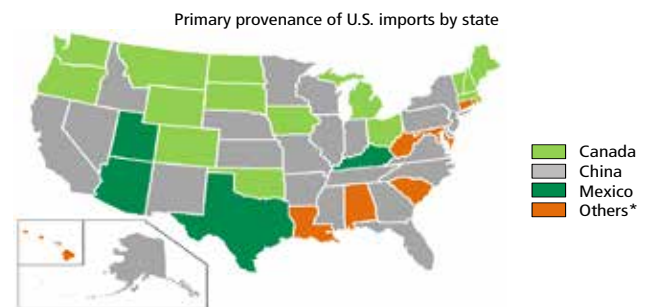 Primary provenance of U.S. imports by state
Canada
China
Mexico
Others*